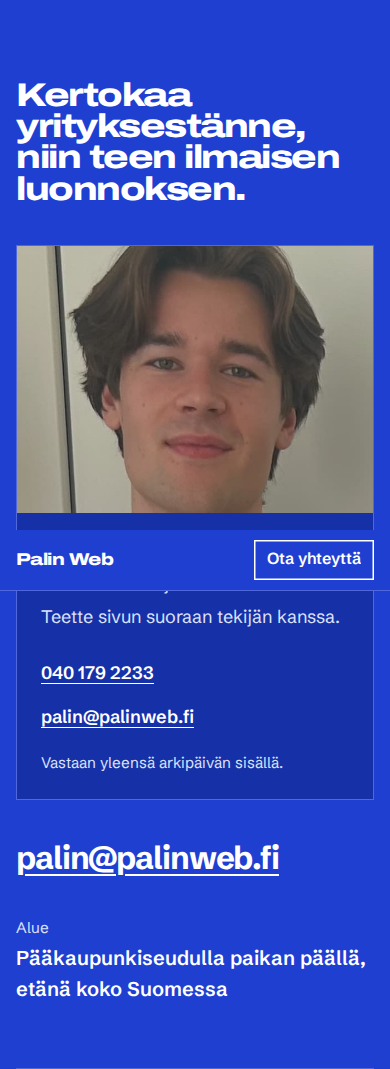 Kertokaa
yrityksestänne,
niin teen ilmaisen
luonnoksen.
Palin Web
Ota yhteyttä
Teette sivun suoraan tekijän kanssa.
040 179 2233
palin@palinweb.fi
Vastaan yleensä arkipäivän sisällä.
palin@palinweb.fi
Alue
Pääkaupunkiseudulla paikan päällä,
etänä koko Suomessa